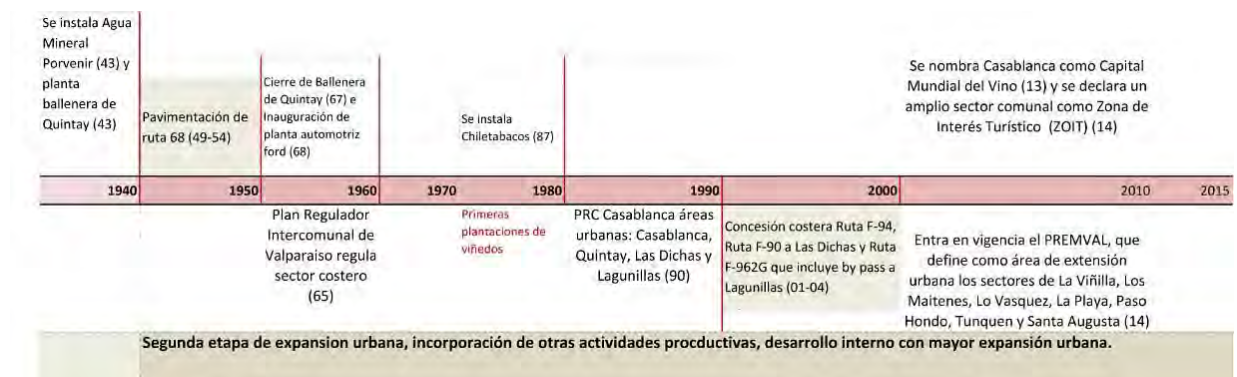 Se instala Agua
Mineral
Porvenir (43) y
planta
ballenera de
Quintay (43)
Pavimentación de
ruta 68 (49-54)
Cierre de Ballenera
de Quintay (67) e
Inauguración de
planta automotriz
ford (68)
Se instala
Chiletabacos (87)
Se nombra Casablanca como Capital
Mundial del Vino (13) y se declara un
amplio sector comunal como Zona de
Interés Turístico (ZOIT) (14)
1940 1950 1960 1970 1980 1990 2000 2010 2015
Plan Regulador
Intercomunal de
Valparaiso regula
sector costero
(65)
Primeras
plantaciones de
viñedos
PRC Casablanca áreas
urbanas: Casablanca,
Quintay, Las Dichas y
Lagunillas (90)
Concesión costera Ruta F-94,
Ruta F-90 a Las Dichas y Ruta
F-962G que incluye by pass a
Lagunillas (01-04)
Entra en vigencia el PREMVAL, que
define como área de extensión
urbana los sectores de La Viñilla, Los
Maitenes, Lo Vasquez, La Playa, Paso
Hondo, Tunquen y Santa Augusta (14)
Segunda etapa de expansion urbana, incorporación de otras actividades procductivas, desarrollo interno con mayor expansión urbana.